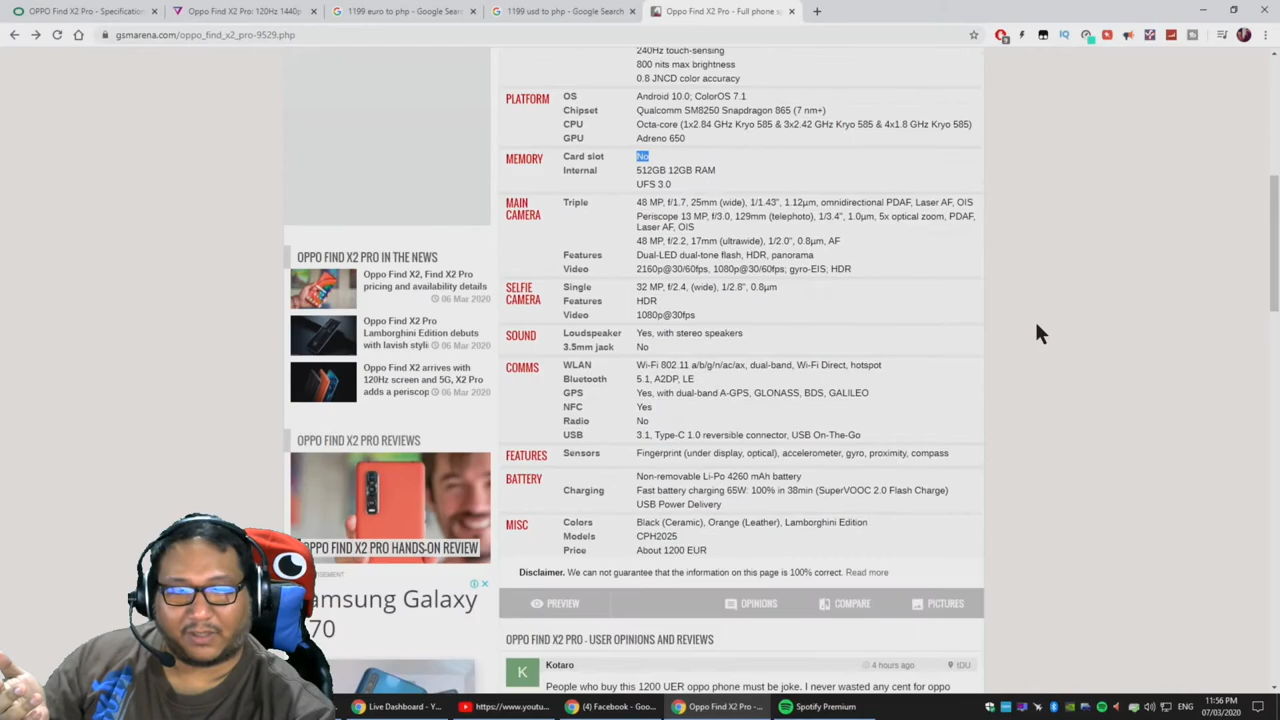 OPPO Find X2 Pro - Specification
Oppo Find X2 Pro: 120Hz 1440p
1199 euro to php - Google Search
1199 usd to php - Google Search
Oppo Find X2 Pro - Full phone sp
gsmarena.com/oppo_find_x2_pro-9529.php
240Hz touch-sensing
800 nits max brightness
0.8 JNCD color accuracy
PLATFORM OS Android 10.0; ColorOS 7.1
Chipset Qualcomm SM8250 Snapdragon 865 (7 nm+)
CPU Octa-core (1x2.84 GHz Kryo 585 & 3x2.42 GHz Kryo 585 & 4x1.8 GHz Kryo 585)
GPU Adreno 650
MEMORY Card slot No
Internal 512GB 12GB RAM
UFS 3.0
MAIN CAMERA Triple 48 MP, f/1.7, 25mm (wide), 1/1.43", 1.12µm, omnidirectional PDAF, Laser AF, OIS
Periscope 13 MP, f/3.0, 129mm (telephoto), 1/3.4", 1.0µm, 5x optical zoom, PDAF,
Laser AF, OIS
48 MP, f/2.2, 17mm (ultrawide), 1/2.0", 0.8µm, AF
Features Dual-LED dual-tone flash, HDR, panorama
Video 2160p@30/60fps, 1080p@30/60fps; gyro-EIS; HDR
SELFIE CAMERA Single 32 MP, f/2.4, (wide), 1/2.8", 0.8µm
Features HDR
Video 1080p@30fps
SOUND Loudspeaker Yes, with stereo speakers
3.5mm jack No
COMMS WLAN Wi-Fi 802.11 a/b/g/n/ac/ax, dual-band, Wi-Fi Direct, hotspot
Bluetooth 5.1, A2DP, LE
GPS Yes, with dual-band A-GPS, GLONASS, BDS, GALILEO
NFC Yes
Radio No
USB 3.1, Type-C 1.0 reversible connector, USB On-The-Go
FEATURES Sensors Fingerprint (under display, optical), accelerometer, gyro, proximity, compass
BATTERY Non-removable Li-Po 4260 mAh battery
Charging Fast battery charging 65W: 100% in 38min (SuperVOOC 2.0 Flash Charge)
USB Power Delivery
MISC Colors Black (Ceramic), Orange (Leather), Lamborghini Edition
Models CPH2025
Price About 1200 EUR
Disclaimer. We can not guarantee that the information on this page is 100% correct. Read more
PREVIEW OPINIONS COMPARE PICTURES
OPPO FIND X2 PRO - USER OPINIONS AND REVIEWS
K
Kotaro 4 hours ago tDU
People who buy this 1200 UER oppo phone must be joke. I never wasted any cent for oppo
OPPO FIND X2 PRO IN THE NEWS
Oppo Find X2, Find X2 Pro
pricing and availability details
06 Mar 2020
Oppo Find X2 Pro
Lamborghini Edition debuts
with lavish styli 06 Mar 2020
Oppo Find X2 arrives with
120Hz screen and 5G, X2 Pro
adds a periscop 06 Mar 2020
OPPO FIND X2 PRO REVIEWS
OPPO FIND X2 PRO HANDS-ON REVIEW
amsung Galaxy
70
Live Dashboard - Y...
https://www.youtu...
(4) Facebook - Goo...
Oppo Find X2 Pro -...
Spotify Premium
ENG
11:56 PM
07/03/2020